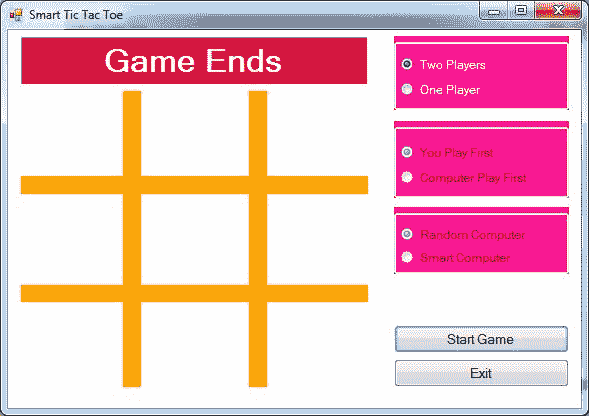 Smart Tic Tac Toe
Game Ends
Two Players
One Player
You Play First
Computer Play First
Random Computer
Smart Computer
Start Game
Exit